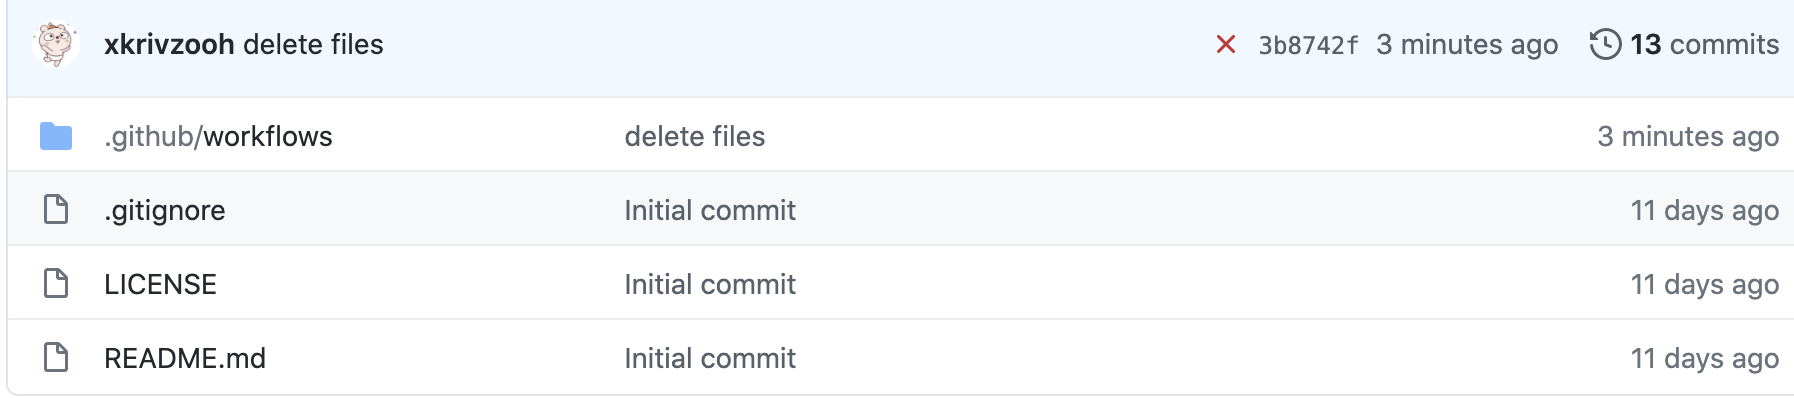 xkrivzooh delete files 3b8742f 3 minutes ago 13 commits
.github/workflows delete files 3 minutes ago
.gitignore Initial commit 11 days ago
LICENSE Initial commit 11 days ago
README.md Initial commit 11 days ago